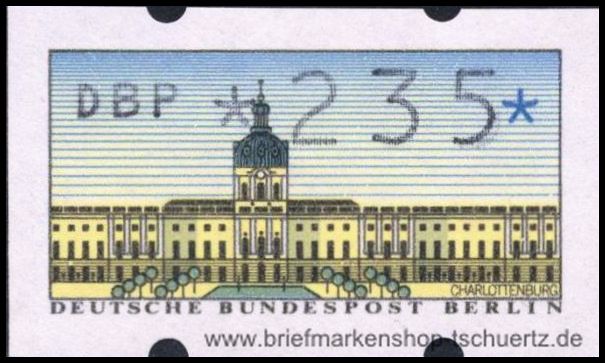 DBP *235*
CHARLOTTENBURG
DEUTSCHE BUNDESPOST BERLIN
www.briefmarkenshop-tschuertz.de